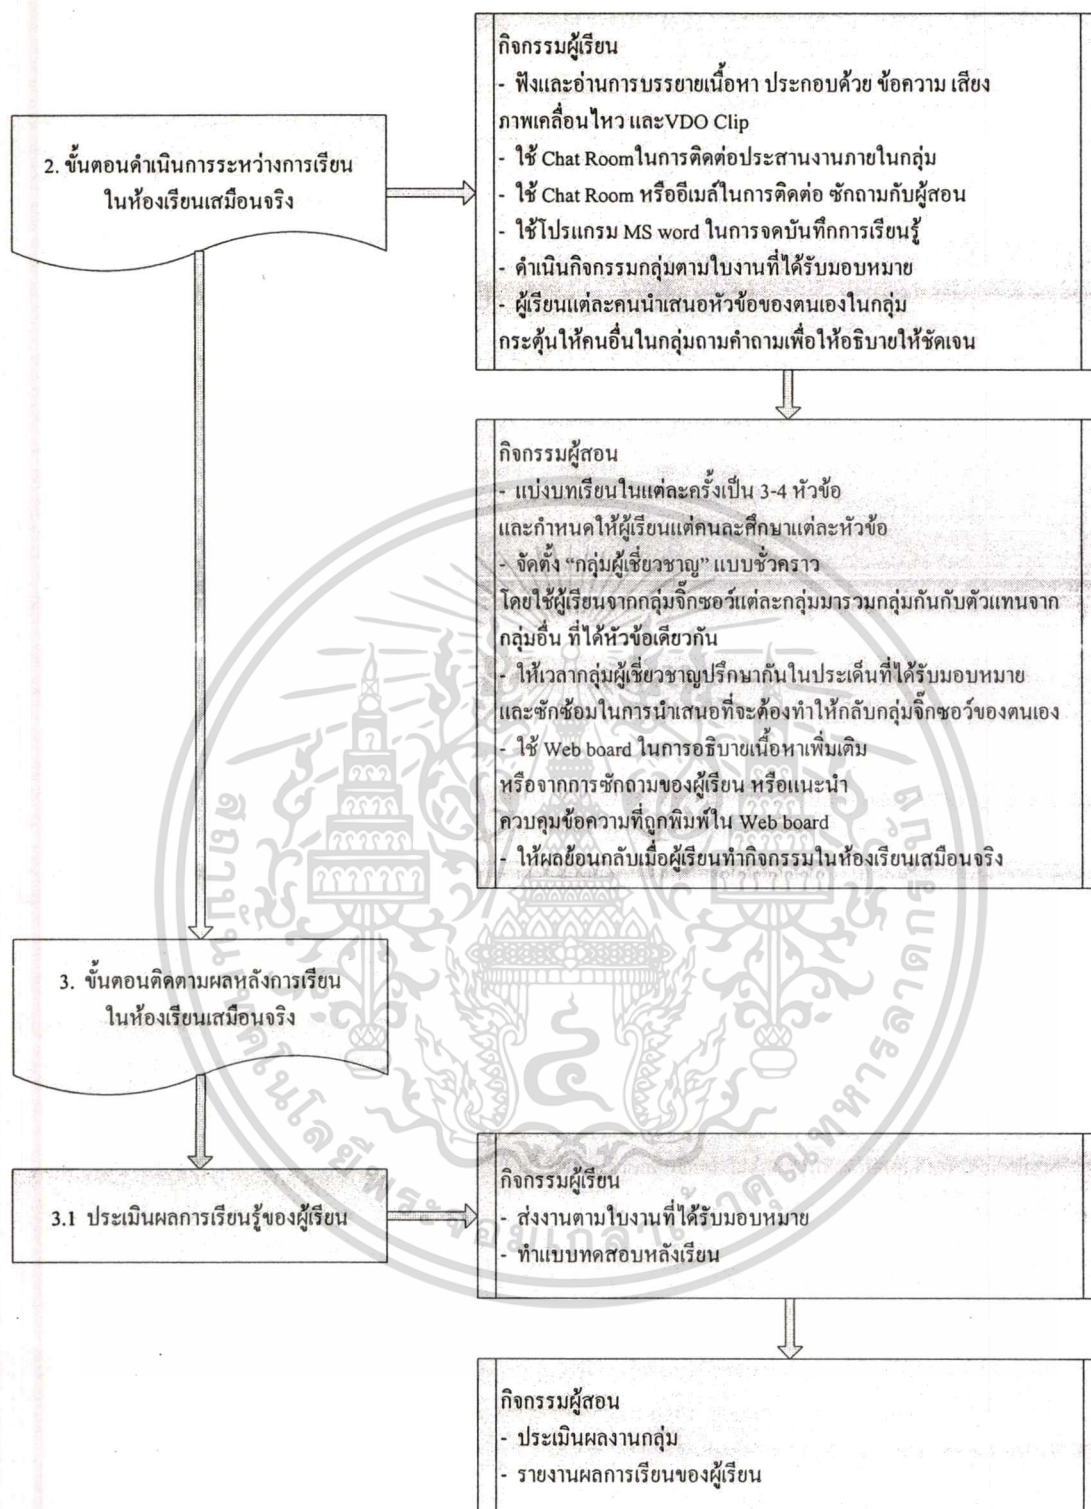 กิจกรรมผู้เรียน
- ฟังและอ่านการบรรยายเนื้อหา ประกอบด้วย ข้อความ เสียง
ภาพเคลื่อนไหว และVDO Clip
- ใช้ Chat Roomในการติดต่อประสานงานภายในกลุ่ม
- ใช้ Chat Room หรืออีเมล์ในการติดต่อ ซักถามกับผู้สอน
- ใช้โปรแกรม MS word ในการจดบันทึกการเรียนรู้
- ดำเนินกิจกรรมกลุ่มตามใบงานที่ได้รับมอบหมาย
- ผู้เรียนแต่ละคนนำเสนอหัวข้อของตนเองในกลุ่ม
กระตุ้นให้คนอื่นในกลุ่มถามคำถามเพื่อให้อธิบายให้ชัดเจน
2. ขั้นตอนดำเนินการระหว่างการเรียน
ในห้องเรียนเสมือนจริง
กิจกรรมผู้สอน
- แบ่งบทเรียนในแต่ละครั้งเป็น 3-4 หัวข้อ
และกำหนดให้ผู้เรียนแต่คนละศึกษาแต่ละหัวข้อ
- จัดตั้ง “กลุ่มผู้เชี่ยวชาญ” แบบชั่วคราว
โดยใช้ผู้เรียนจากกลุ่มจิ๊กซอว์แต่ละกลุ่มมารวมกลุ่มกันกับตัวแทนจาก
กลุ่มอื่น ที่ได้หัวข้อเดียวกัน
- ให้เวลากลุ่มผู้เชี่ยวชาญปรึกษากันในประเด็นที่ได้รับมอบหมาย
และซักซ้อมในการนำเสนอที่จะต้องทำให้กลับกลุ่มจิ๊กซอว์ของตนเอง
- ใช้ Web board ในการอธิบายเนื้อหาเพิ่มเติม
หรือจากการซักถามของผู้เรียน หรือแนะนำ
ควบคุมข้อความที่ถูกพิมพ์ใน Web board
- ให้ผลย้อนกลับเมื่อผู้เรียนทำกิจกรรมในห้องเรียนเสมือนจริง
3. ขั้นตอนติดตามผลหลังการเรียน
ในห้องเรียนเสมือนจริง
3.1 ประเมินผลการเรียนรู้ของผู้เรียน
กิจกรรมผู้เรียน
- ส่งงานตามใบงานที่ได้รับมอบหมาย
- ทำแบบทดสอบหลังเรียน
กิจกรรมผู้สอน
- ประเมินผลงานกลุ่ม
- รายงานผลการเรียนของผู้เรียน
สถาบันเทคโนโลยีพระจอมเกล้าเจ้าคุณทหารลาดกระบัง